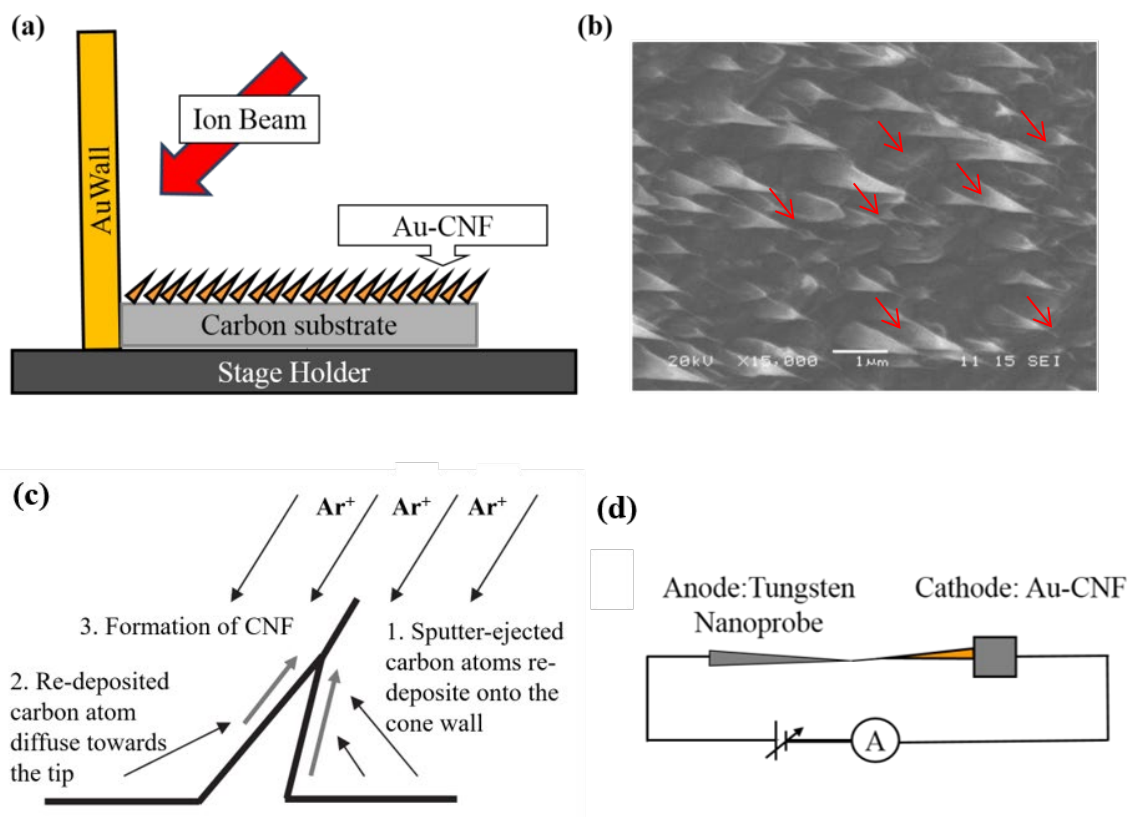 (a)
Ion Beam
Au Wall
Au-CNF
Carbon substrate
Stage Holder
(b)
20kV X15,000 1μm 11 15 SEI
(c)
Ar+ Ar+ Ar+
3. Formation of CNF
1. Sputter-ejected
carbon atoms re-
deposite onto the
cone wall
2. Re-deposited
carbon atom
diffuse towards
the tip
(d)
Anode:Tungsten
Nanoprobe
Cathode: Au-CNF
A